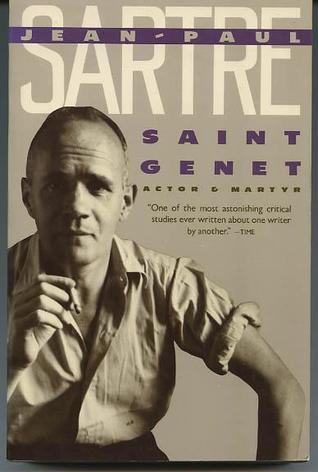 JEAN-PAUL
SARTRE
SAINT
GENET
ACTOR & MARTYR
"One of the most astonishing critical
studies ever written about one writer
by another." —TIME